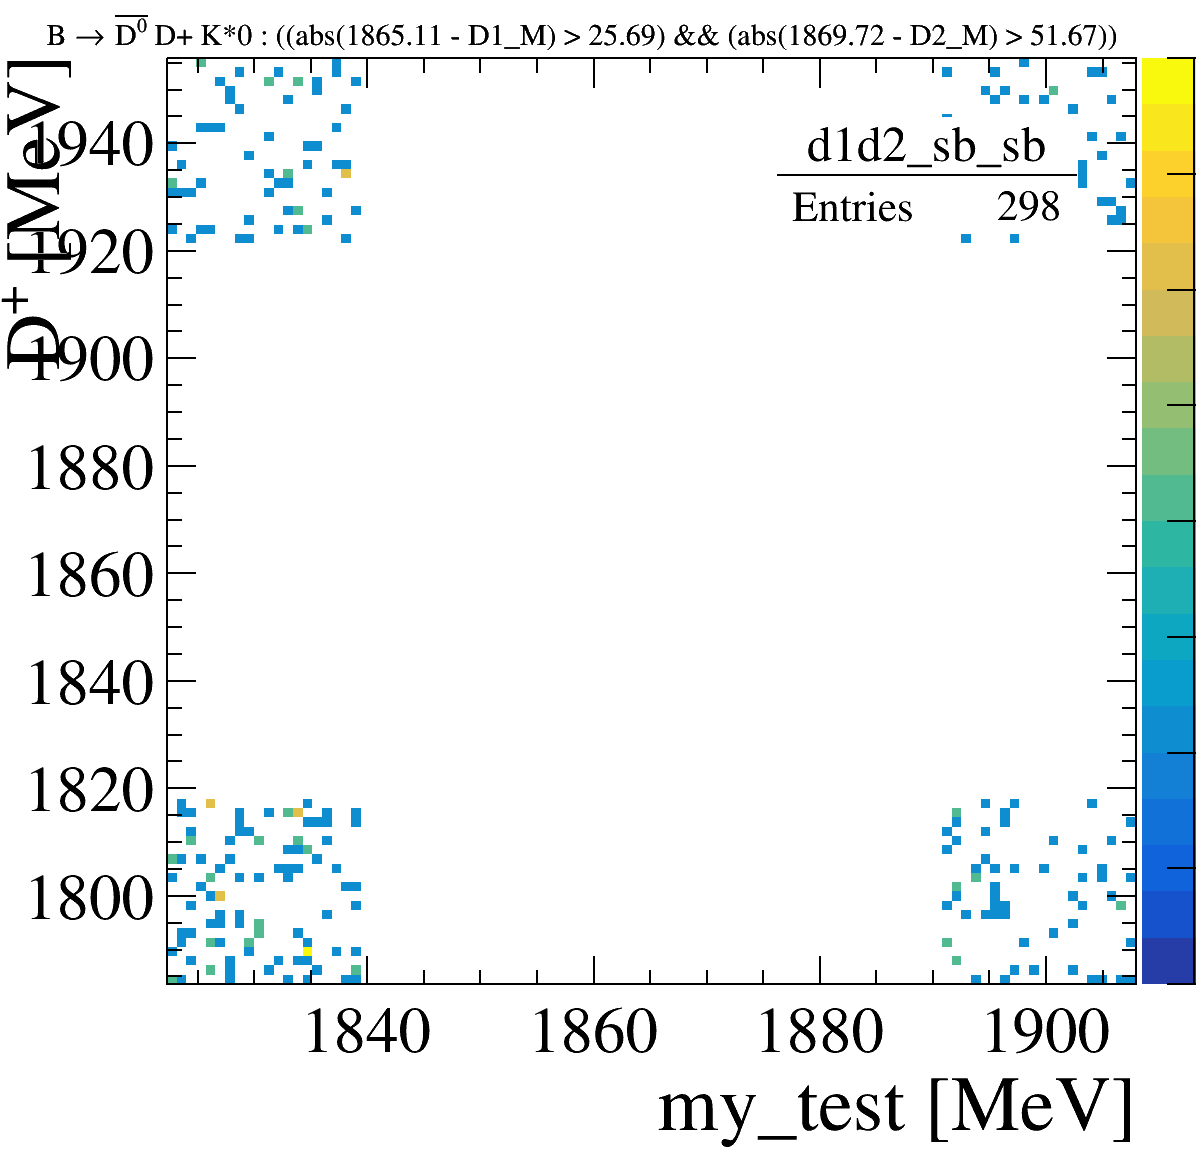 B → D⁰ D+ K*0 : ((abs(1865.11 - D1_M) > 25.69) && (abs(1869.72 - D2_M) > 51.67))
D⁺ [MeV]
1940
1920
1900
1880
1860
1840
1820
1800
d1d2_sb_sb
Entries 298
1840 1860 1880 1900
my_test [MeV]